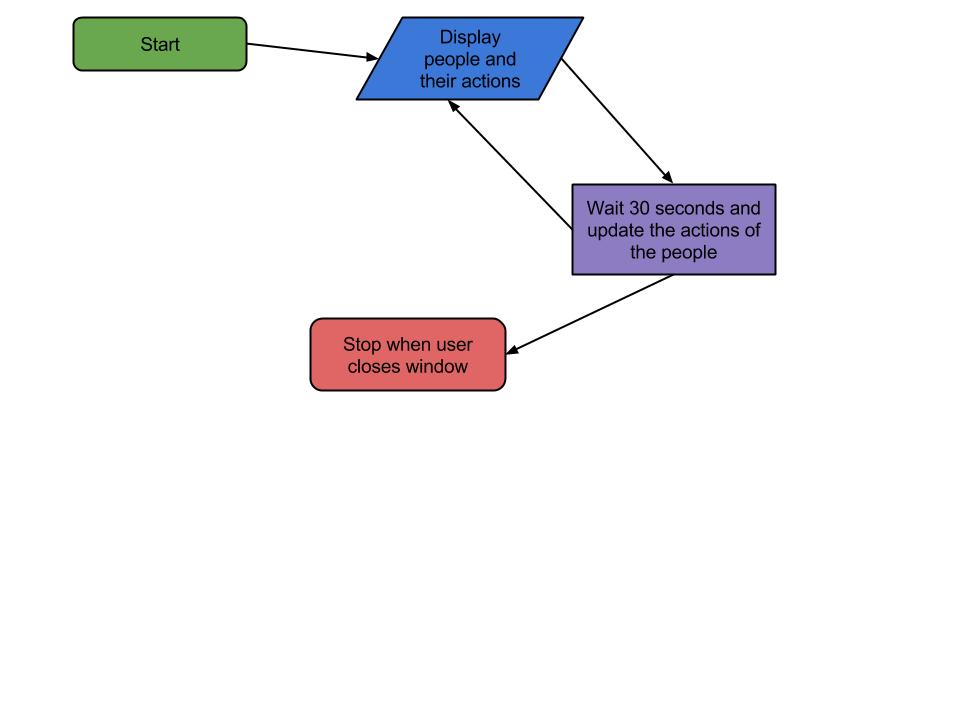 Start
Display
people and
their actions
Wait 30 seconds and
update the actions of
the people
Stop when user
closes window